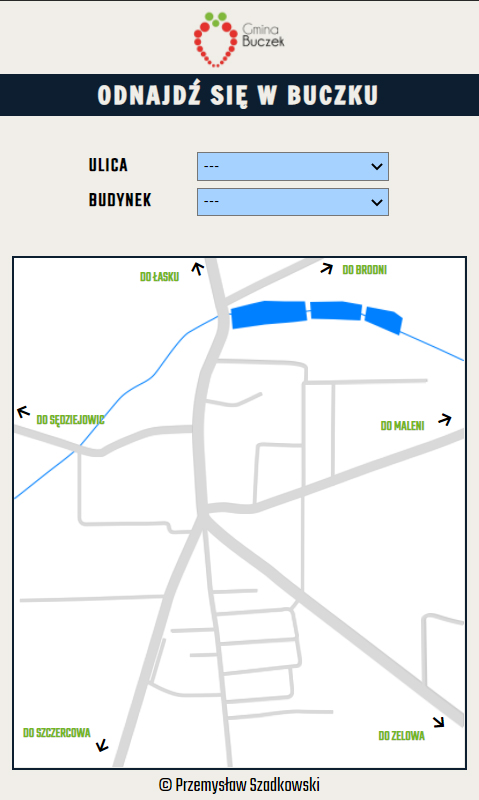 Gmina
Buczek
ODNAJDŹ SIĘ W BUCZKU
ULICA
---
BUDYNEK
---
DO ŁASKU
DO BRODNI
DO SĘDZIEJOWIC
DO MALENI
DO SZCZERCOWA
DO ZELOWA
© Przemysław Szadkowski